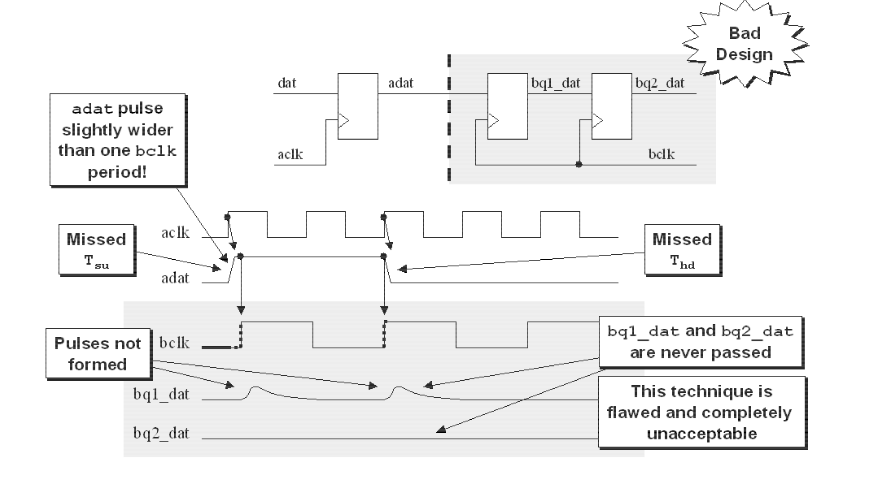 Bad
Design
dat
adat
bq1_dat
bq2_dat
aclk
bclk
adat pulse
slightly wider
than one bclk
period!
aclk
Missed
Tsu
Missed
Thd
adat
bclk
Pulses not
formed
bq1_dat and bq2_dat
are never passed
bq1_dat
This technique is
flawed and completely
unacceptable
bq2_dat